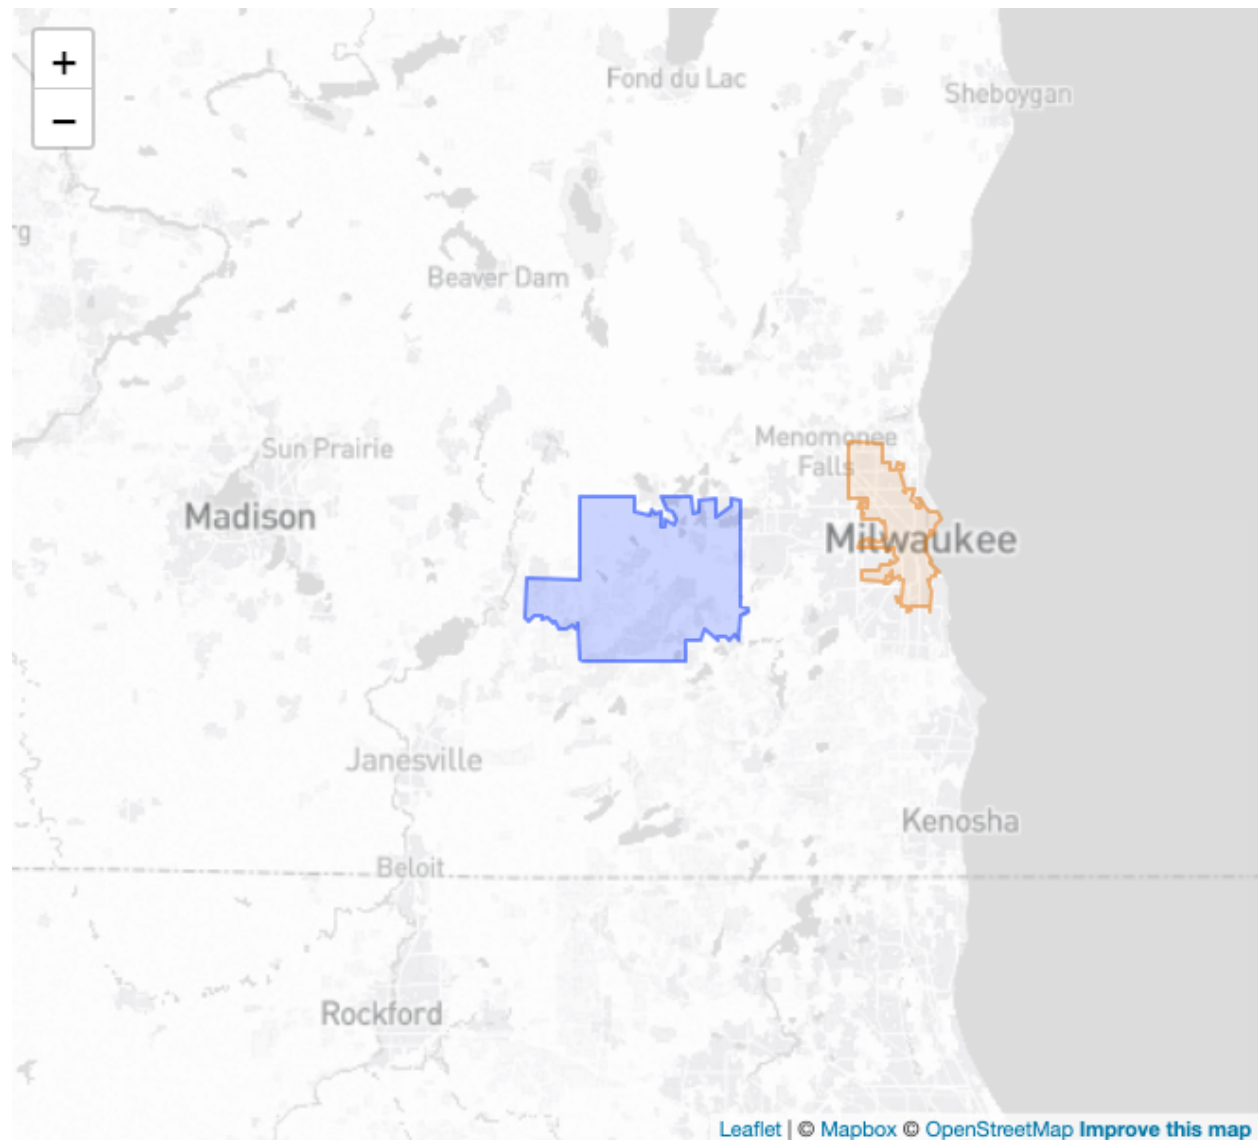 +
−
Fond du Lac
Sheboygan
rg
Beaver Dam
Menomonee
Falls
Sun Prairie
Madison
Milwaukee
Janesville
Kenosha
Beloit
Rockford
Leaflet | © Mapbox © OpenStreetMap Improve this map